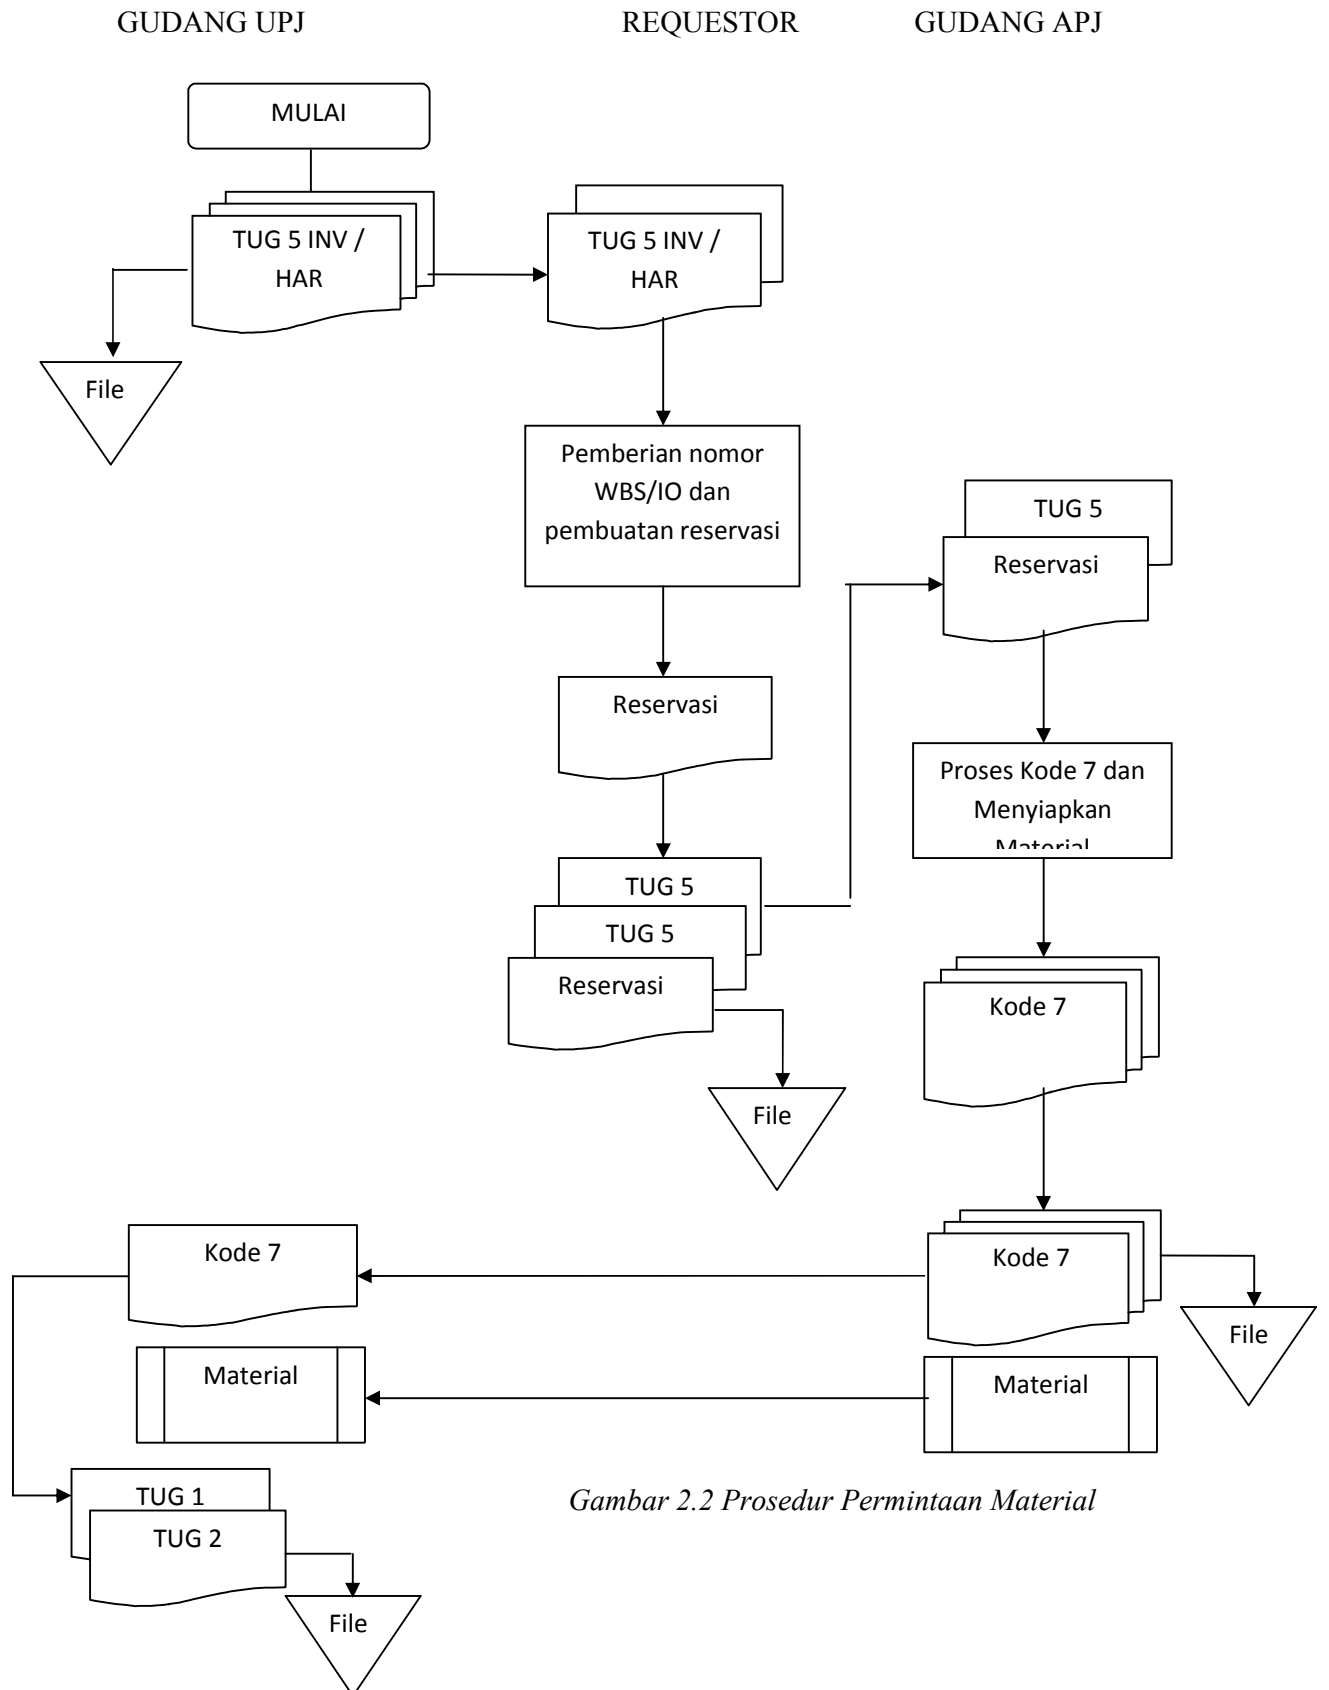 GUDANG UPJ
REQUESTOR
GUDANG APJ
MULAI
TUG 5 INV /
HAR
TUG 5 INV /
HAR
File
Pemberian nomor
WBS/IO dan
pembuatan reservasi
TUG 5
Reservasi
Reservasi
Proses Kode 7 dan
Menyiapkan
Material
TUG 5
TUG 5
Reservasi
Kode 7
File
Kode 7
Kode 7
File
Material
Material
TUG 1
TUG 2
Gambar 2.2 Prosedur Permintaan Material
File